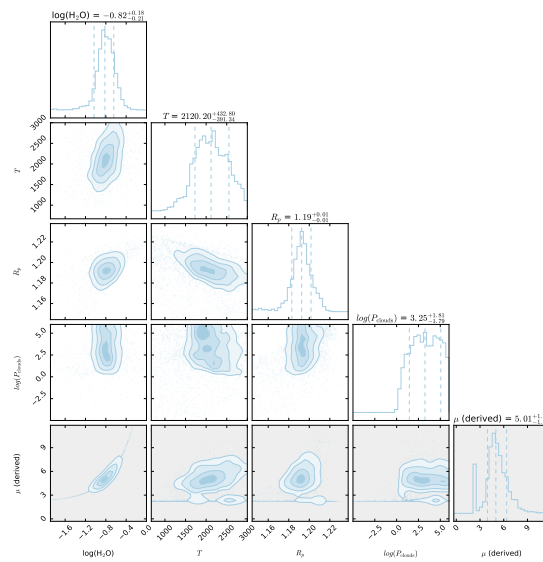 log(H₂O) = −0.82 +0.18 −0.21
3000
2500
2000
1500
1000
T
T = 2120.20 +432.80 −391.34
1.22
1.20
1.18
1.16
R_p
R_p = 1.19 +0.01 −0.01
5.0
2.5
0.0
−2.5
log(P_clouds)
log(P_clouds) = 3.25 +1.81 −1.79
9
6
3
0
μ (derived)
μ (derived) = 5.01 +1. −1.
−1.6 −1.2 −0.8 −0.4 0.0
1000 1500 2000 2500 3000
1.16 1.18 1.20 1.22
−2.5 0.0 2.5 5.0
0 3 6 9
log(H₂O) T R_p log(P_clouds) μ (derived)